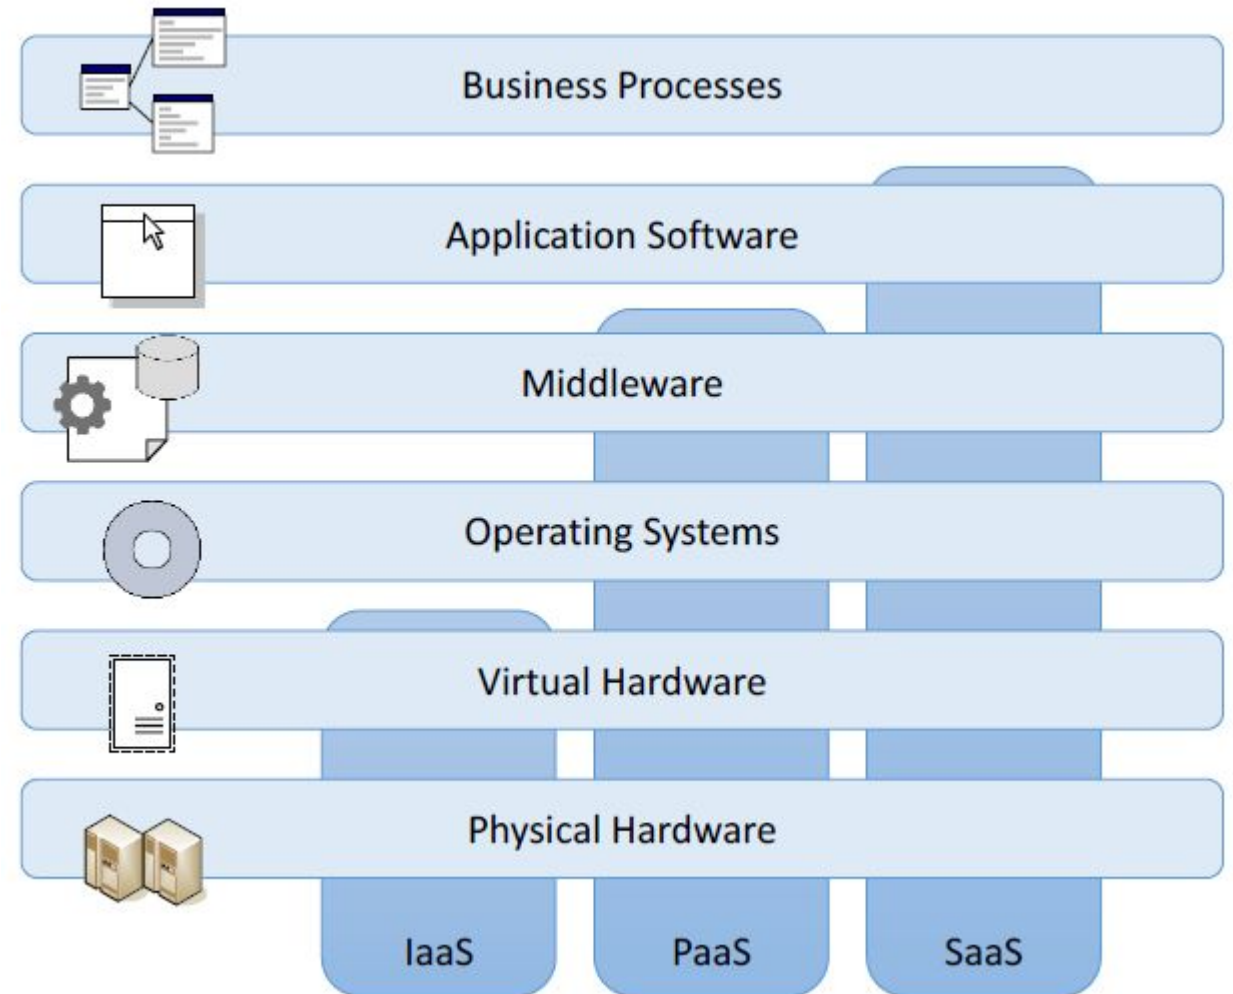 Business Processes
Application Software
Middleware
Operating Systems
Virtual Hardware
Physical Hardware
IaaS PaaS SaaS